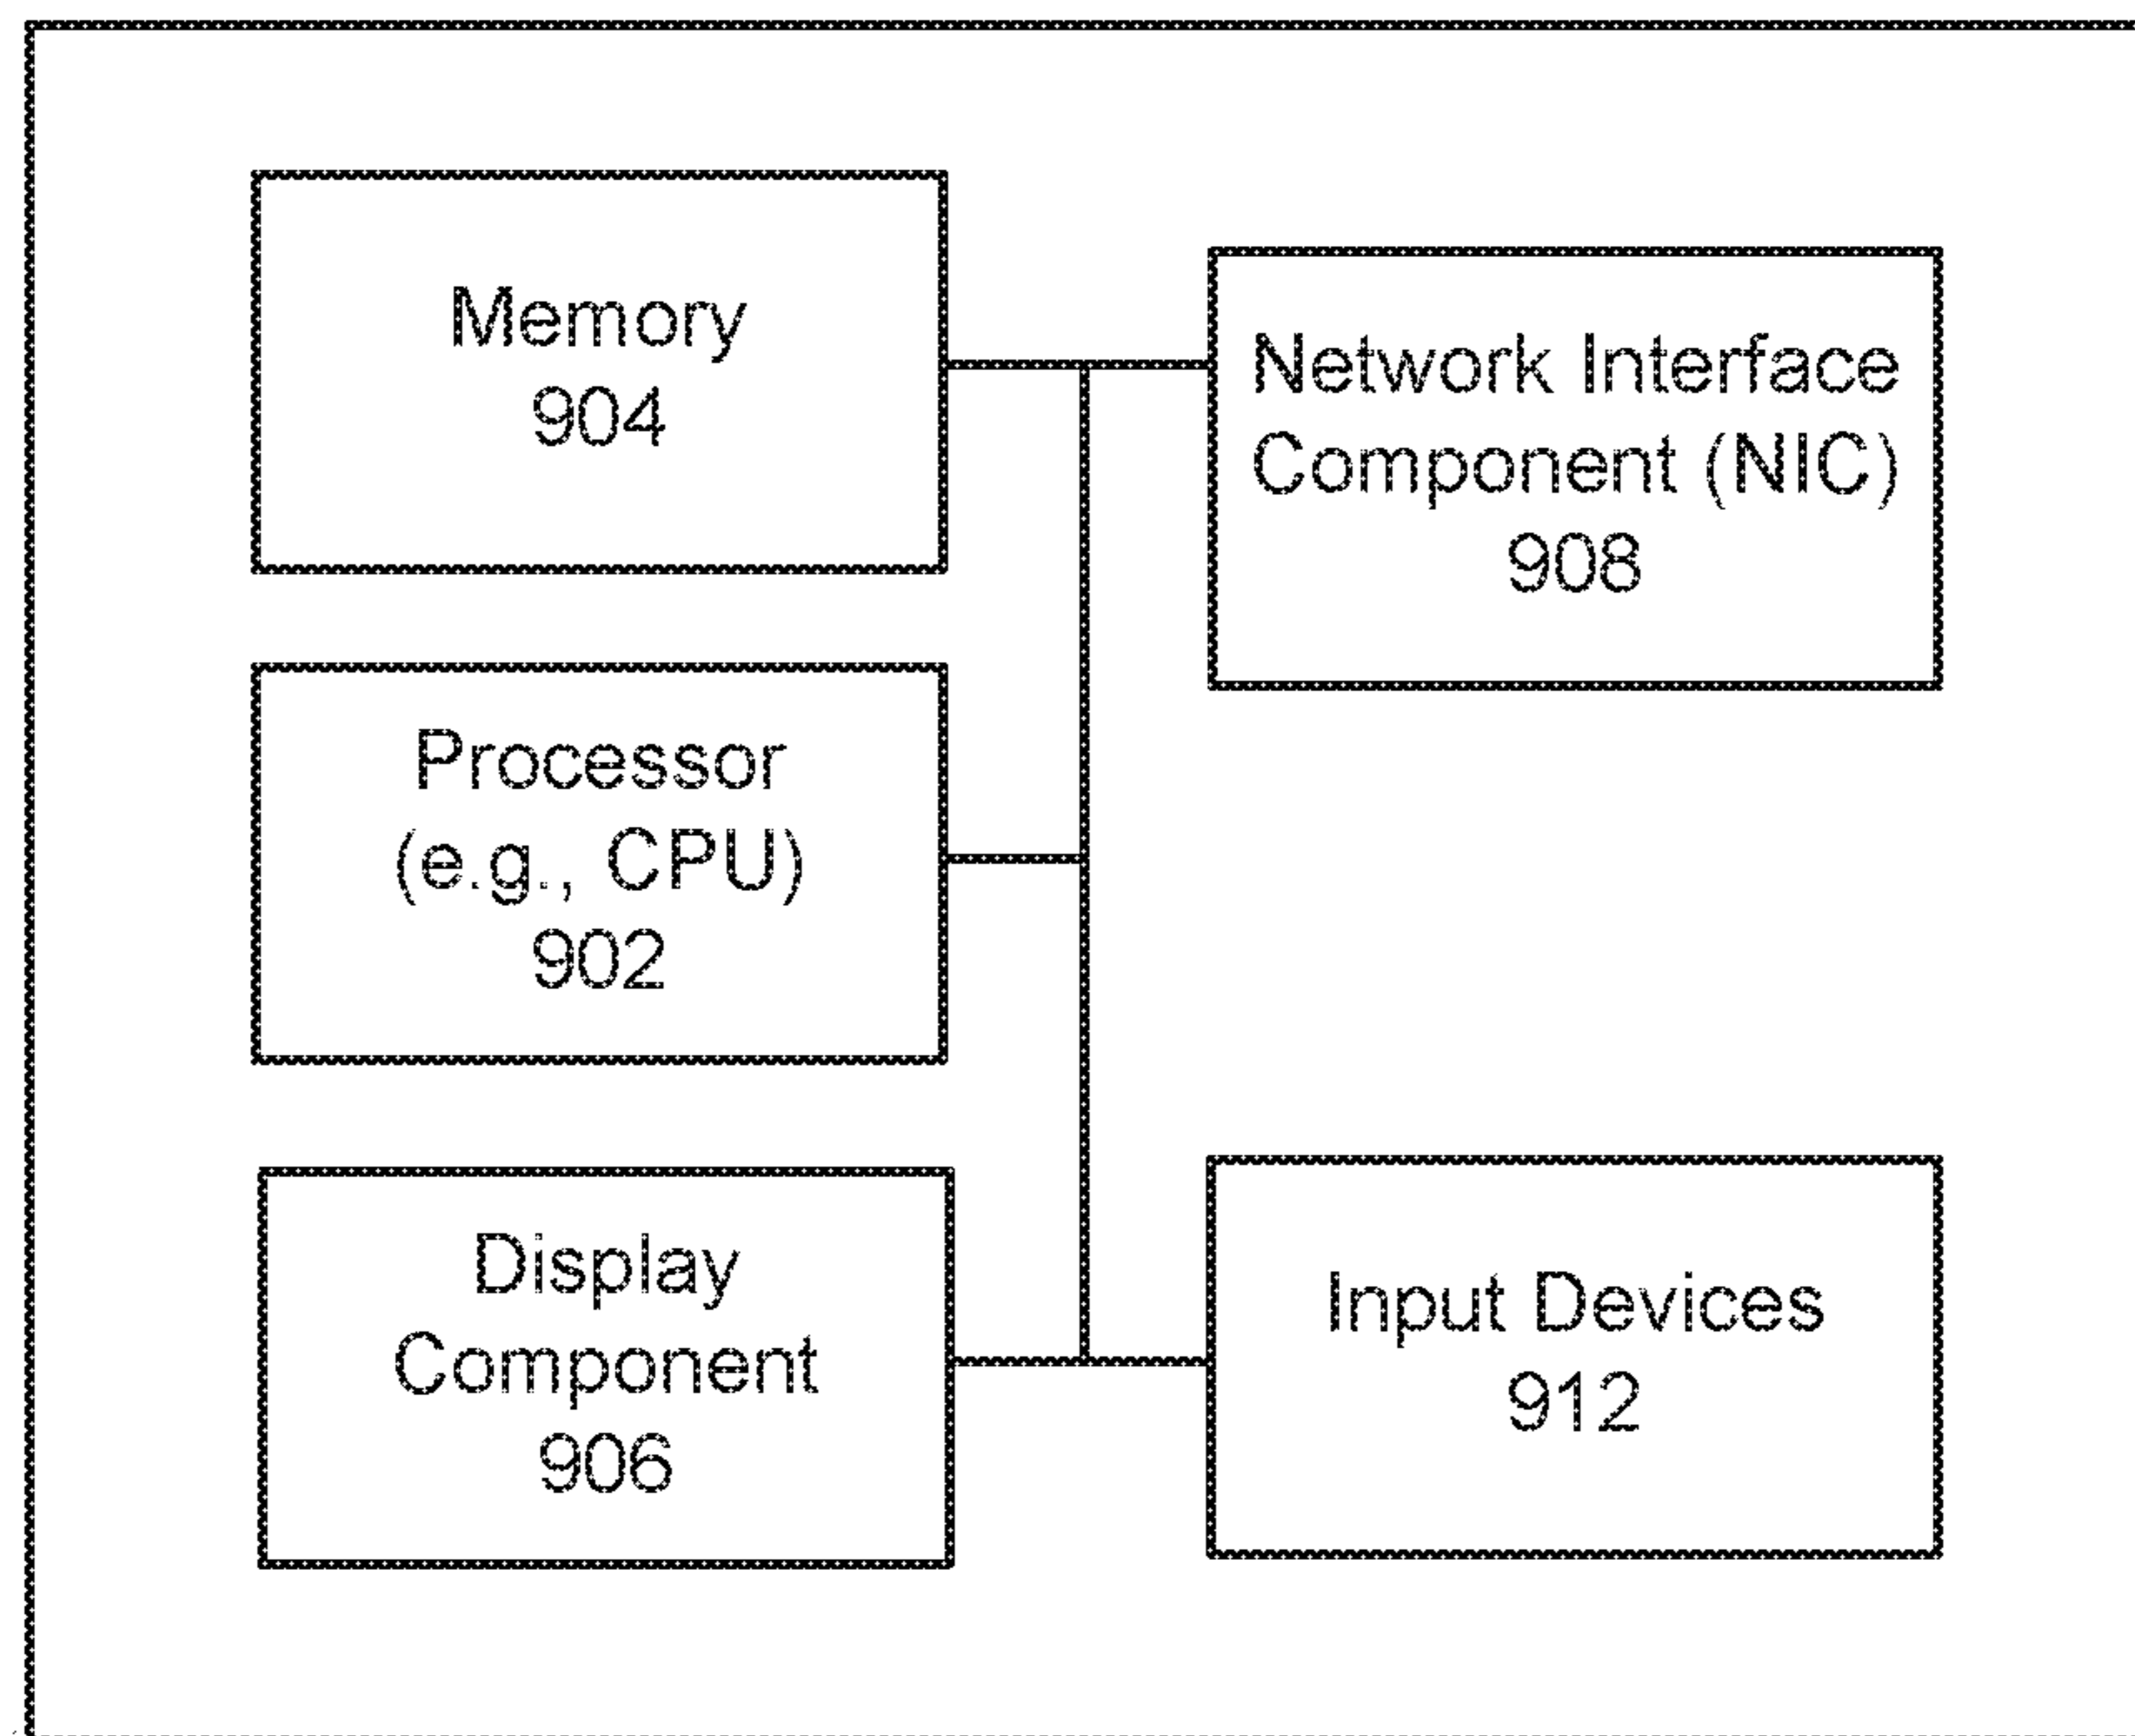 Memory
904
Network Interface
Component (NIC)
908
Processor
(e.g., CPU)
902
Display
Component
906
Input Devices
912